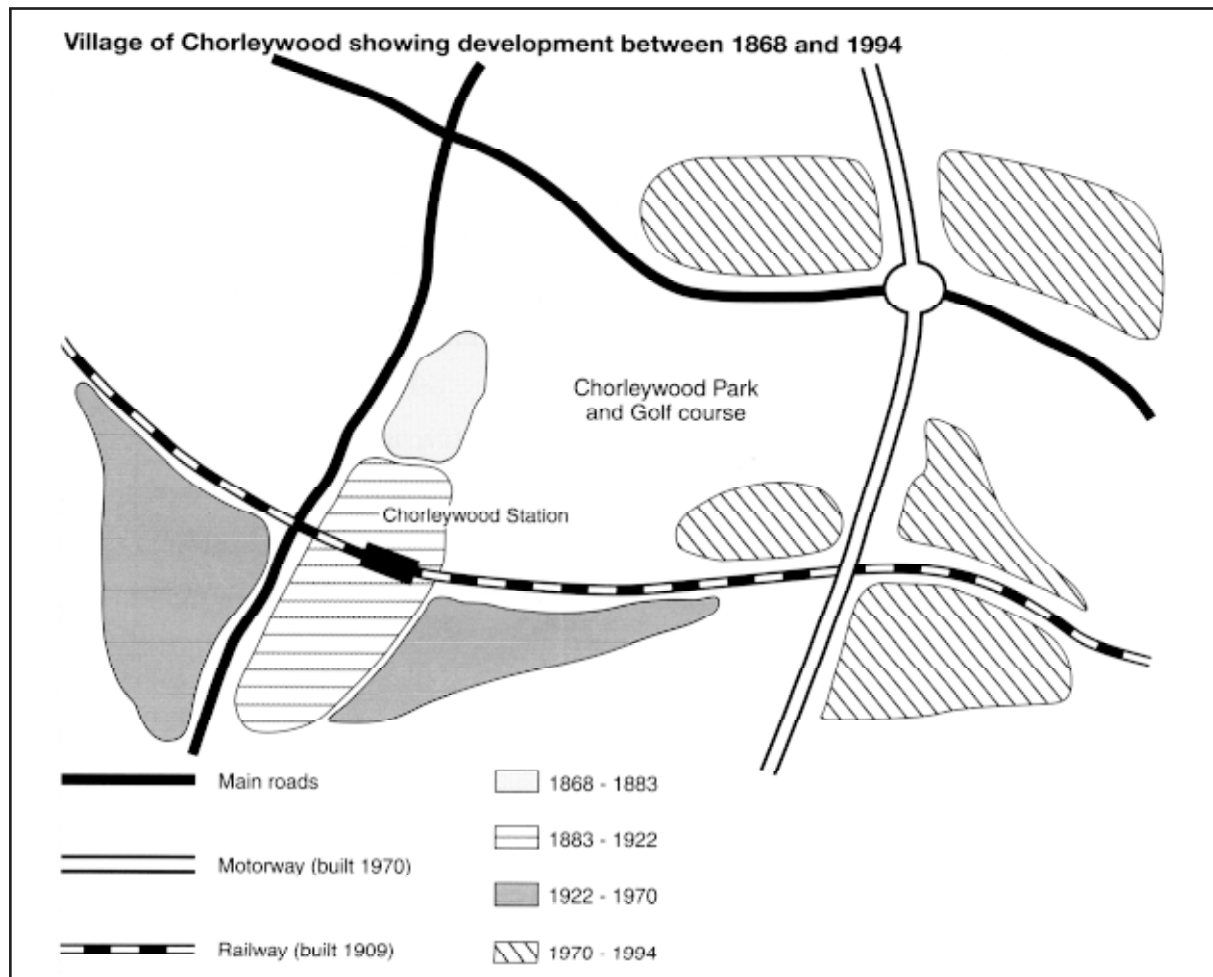 Village of Chorleywood showing development between 1868 and 1994
Chorleywood Park
and Golf course
Chorleywood Station
Main roads
Motorway (built 1970)
Railway (built 1909)
1868 - 1883
1883 - 1922
1922 - 1970
1970 - 1994